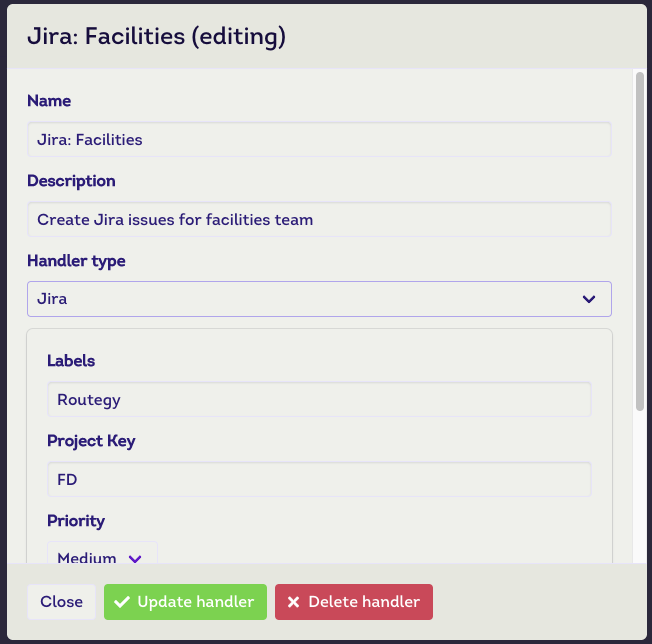 Jira: Facilities (editing)
Name
Jira: Facilities
Description
Create Jira issues for facilities team
Handler type
Jira
Labels
Routegy
Project Key
FD
Priority
Medium
Close
Update handler
Delete handler